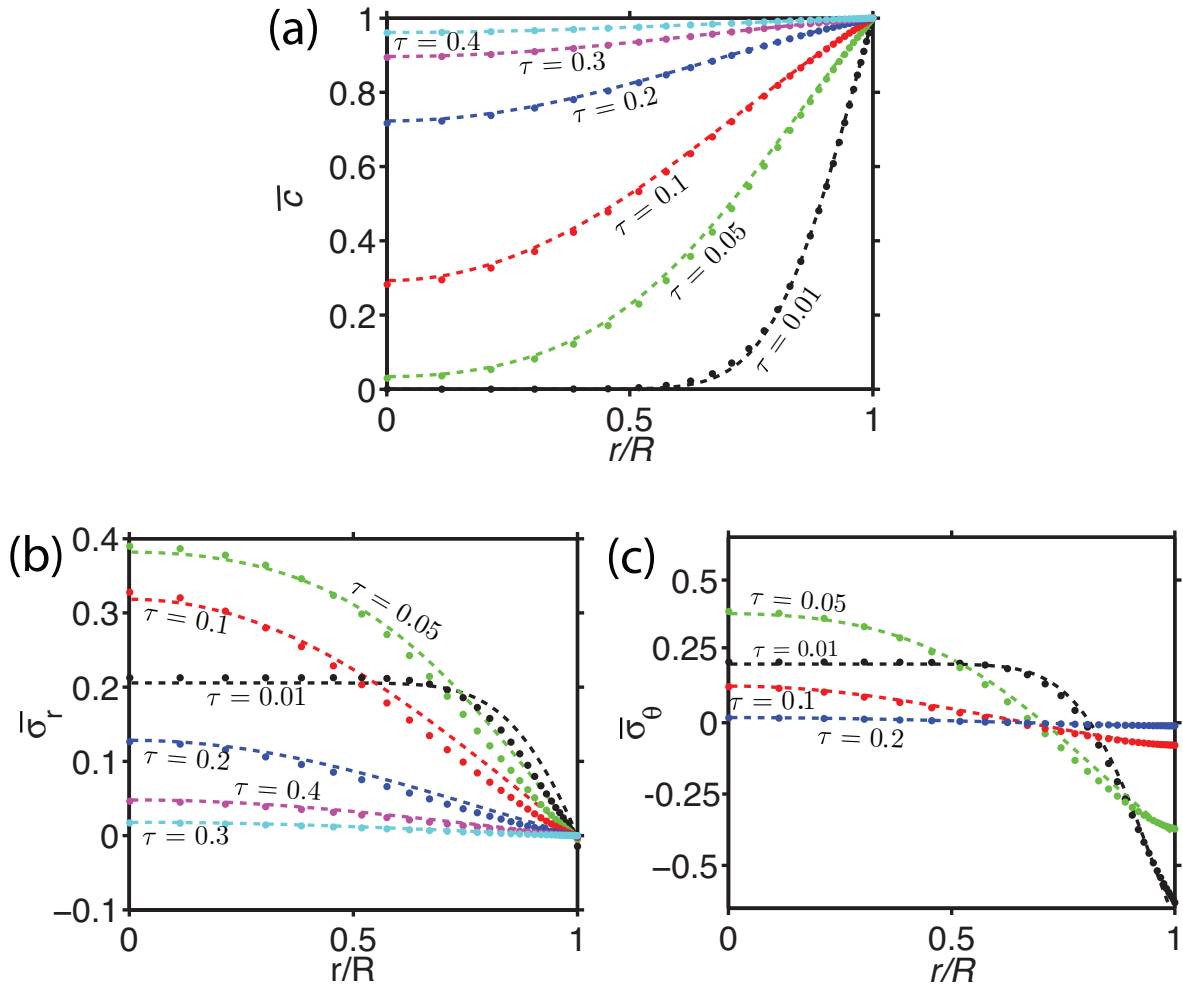 (a)
1
0.8
0.6
0.4
0.2
0
c̅
τ = 0.4
τ = 0.3
τ = 0.2
τ = 0.1
τ = 0.05
τ = 0.01
0
0.5
1
r/R
(b)
0.4
0.3
0.2
0.1
0
−0.1
σ̅r
τ = 0.05
τ = 0.1
τ = 0.01
τ = 0.2
τ = 0.4
τ = 0.3
0
0.5
1
r/R
(c)
0.5
0.25
0
-0.25
−0.5
σ̅θ
τ = 0.05
τ = 0.01
τ = 0.1
τ = 0.2
0
0.5
1
r/R